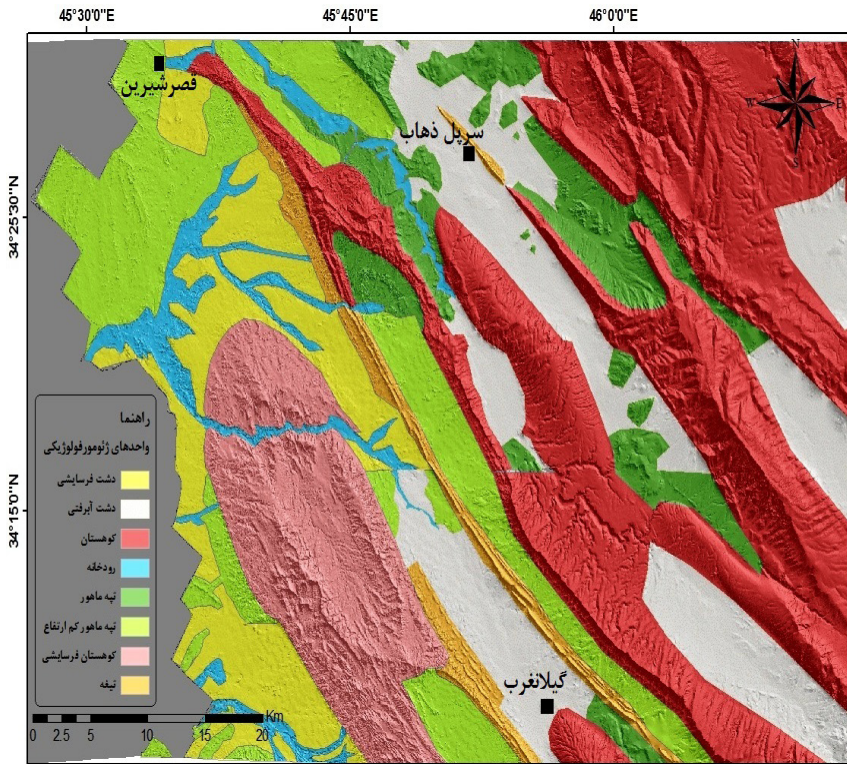 45°30'0"E
45°45'0"E
46°0'0"E
N
W
E
S
قصرشیرین
سرپل ذهاب
34°25'30"N
34°15'0"N
راهنما
واحدهای ژئومورفولوژیکی
دشت فرسایشی
دشت آبرفتی
کوهستان
رودخانه
تپه ماهور
تپه ماهور کم ارتفاع
کوهستان فرسایشی
تیغه
گیلانغرب
Km
0 2.5 5 10 15 20